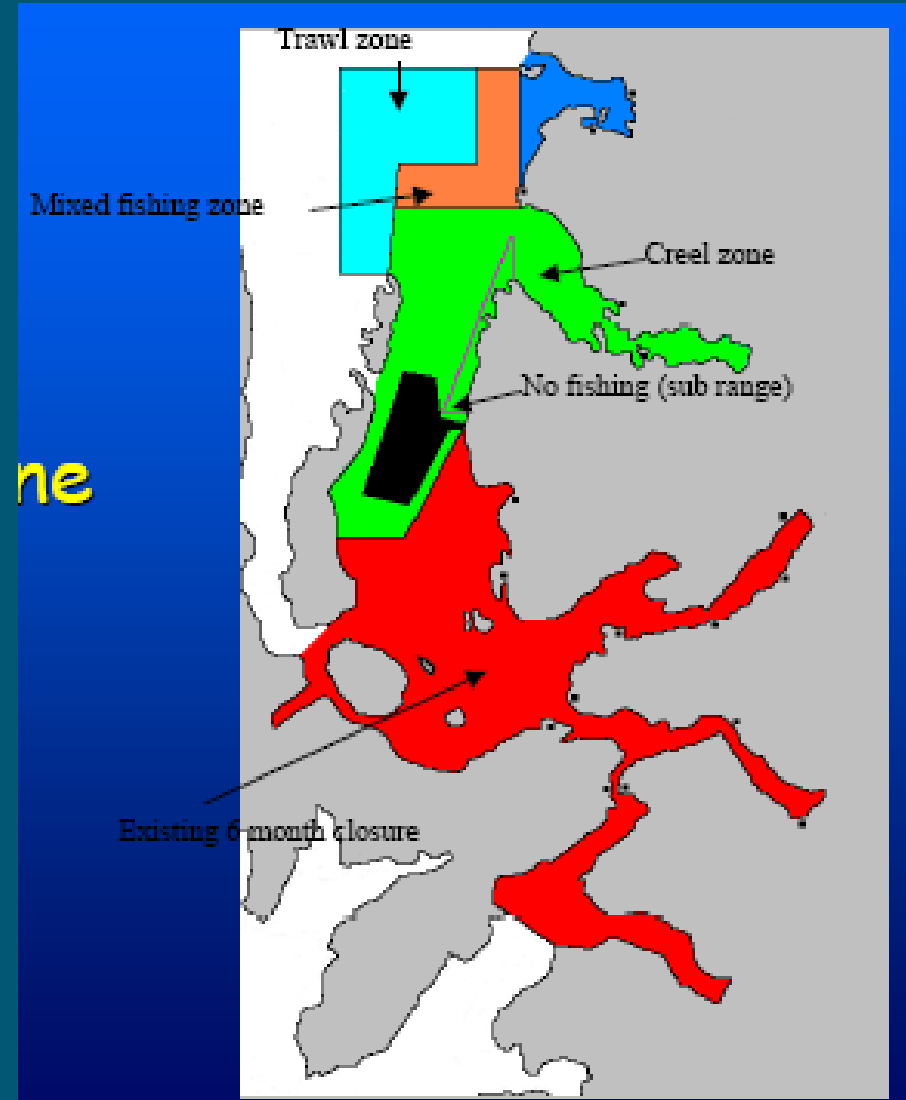 Trawl zone
Mixed fishing zone
Creel zone
No fishing (sub range)
ne
Existing 6 month closure